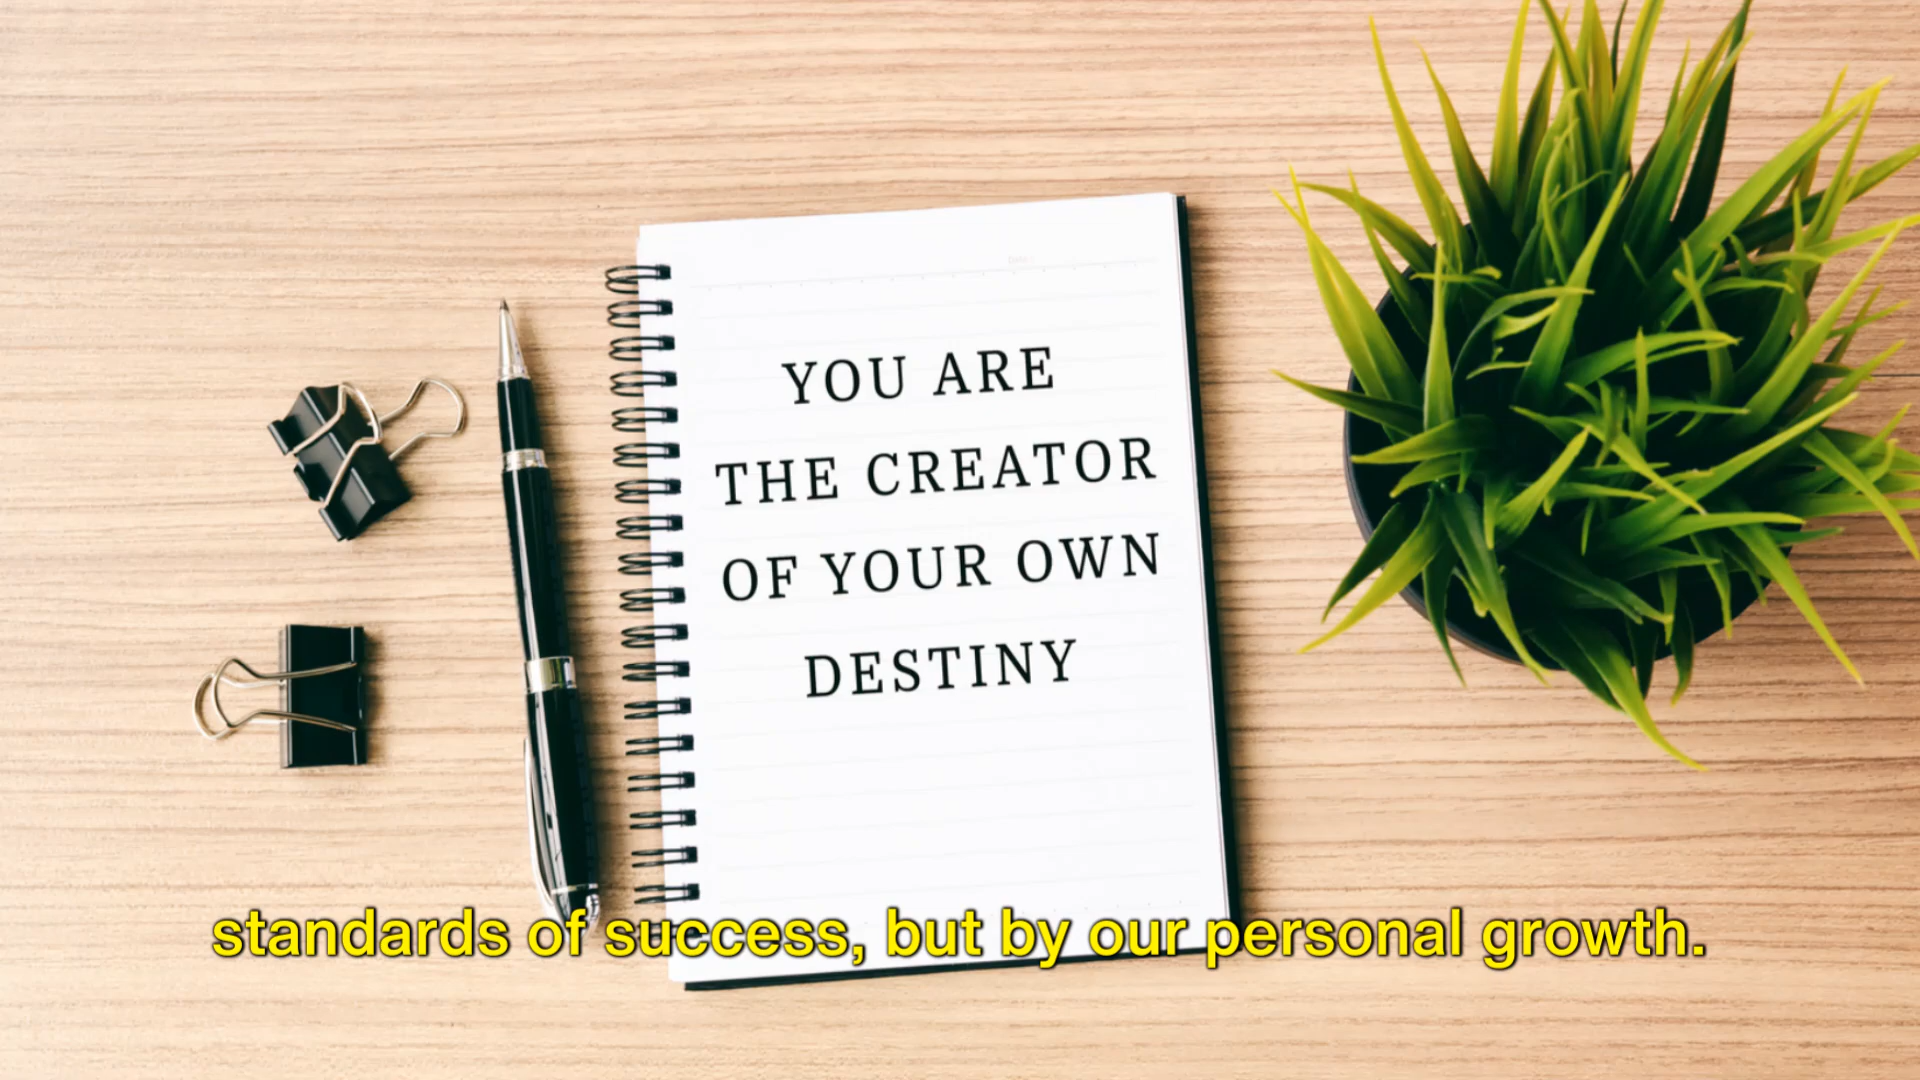 YOU ARE
THE CREATOR
OF YOUR OWN
DESTINY
standards of success, but by our personal growth.